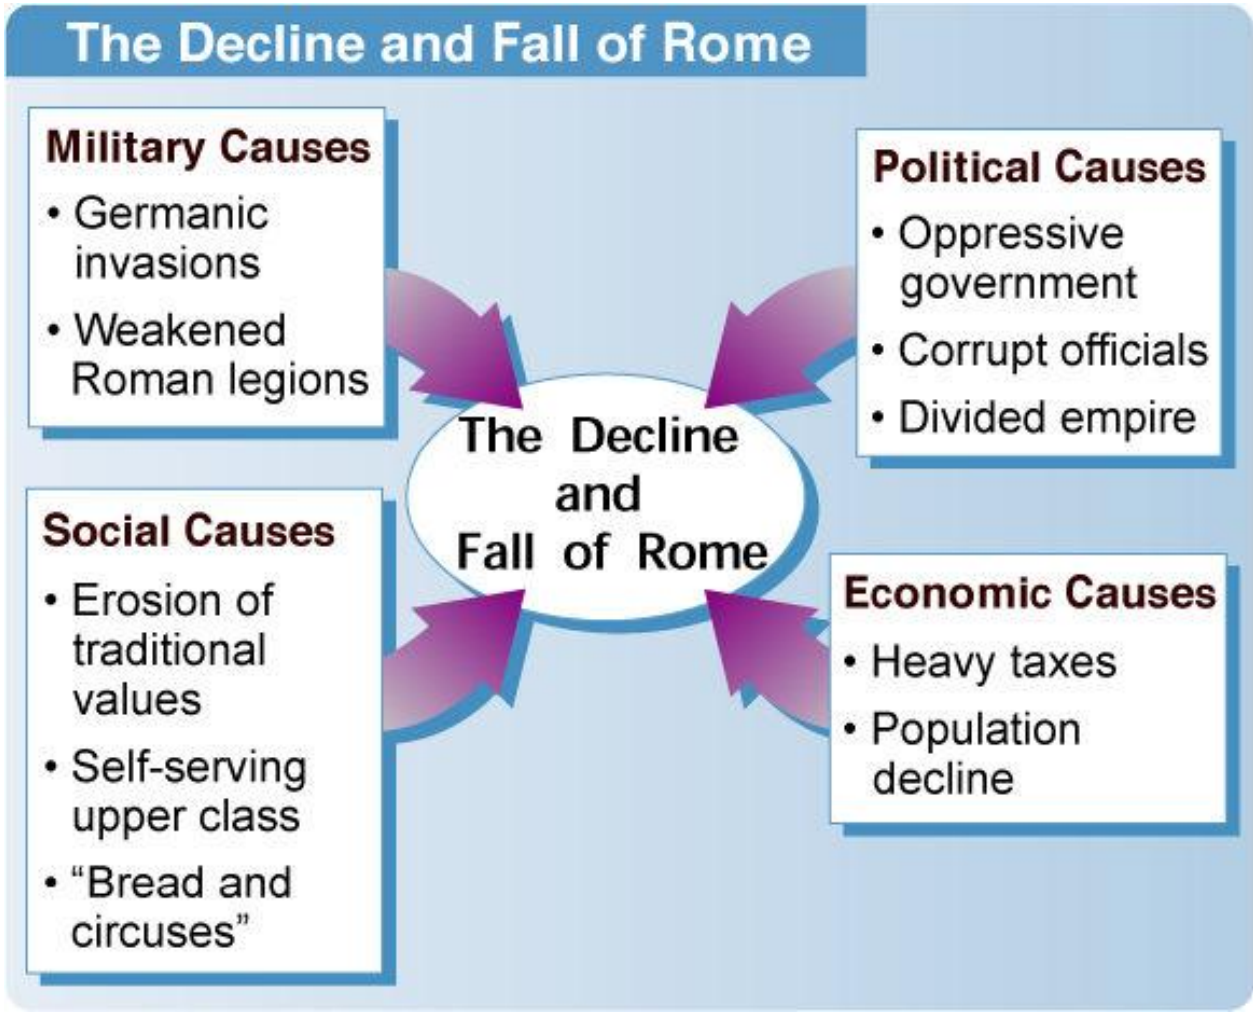 The Decline and Fall of Rome
Military Causes
• Germanic
invasions
• Weakened
Roman legions
Political Causes
• Oppressive
government
• Corrupt officials
• Divided empire
The Decline
and
Fall of Rome
Social Causes
• Erosion of
traditional
values
• Self-serving
upper class
• “Bread and
circuses”
Economic Causes
• Heavy taxes
• Population
decline